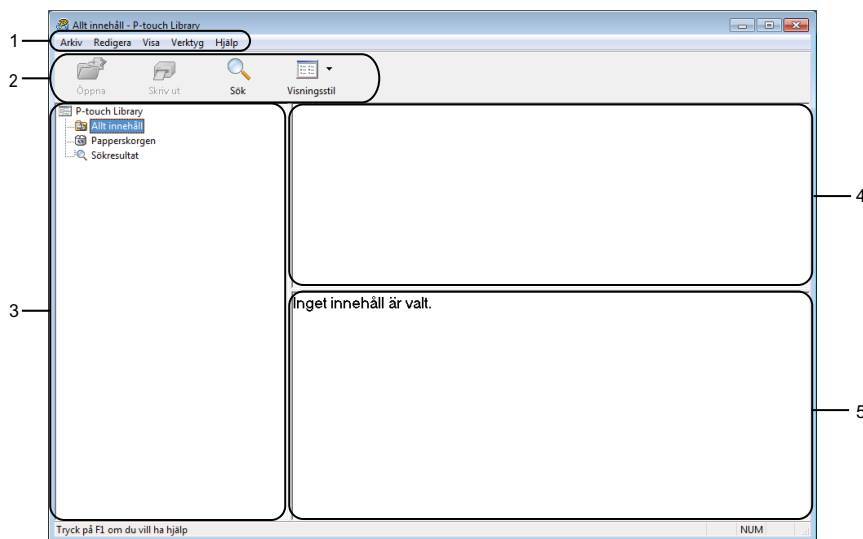 Allt innehåll - P-touch Library
1
Arkiv Redigera Visa Verktyg Hjälp
2
Öppna Skriv ut Sök Visningsstil
P-touch Library
Allt innehåll
Papperskorgen
Sökresultat
4
3
Inget innehåll är valt.
5
Tryck på F1 om du vill ha hjälp NUM